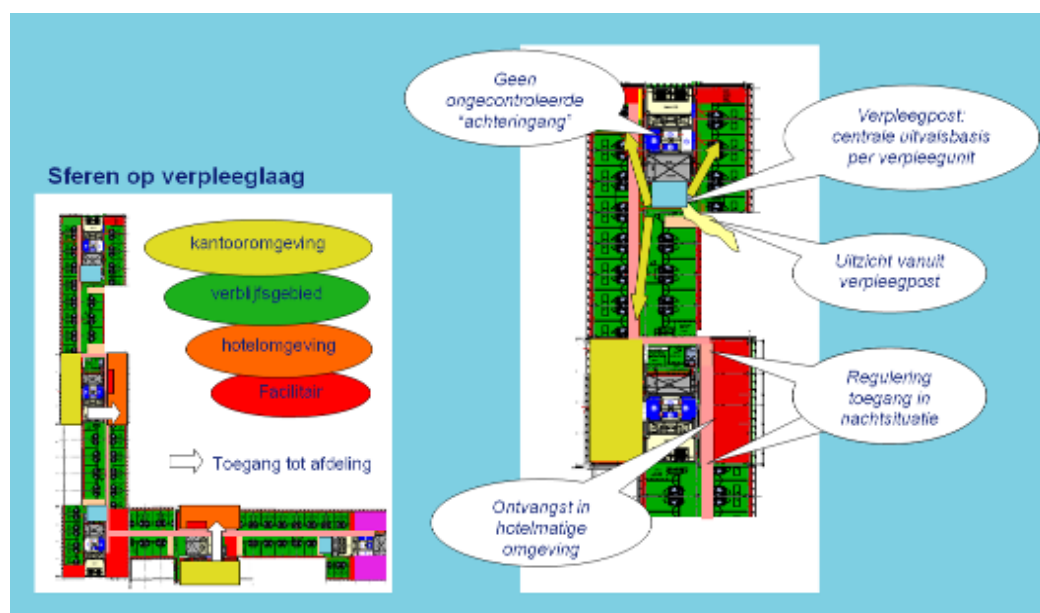 Sferen op verpleeglaag
kantooromgeving
verblijfsgebied
hotelomgeving
Facilitair
Toegang tot afdeling
Geen
ongecontroleerde
"achteringang"
Verpleegpost:
centrale uitvalsbasis
per verpleegunit
Uitzicht vanuit
verpleegpost
Regulering
toegang in
nachtsituatie
Ontvangst in
hotelmatige
omgeving